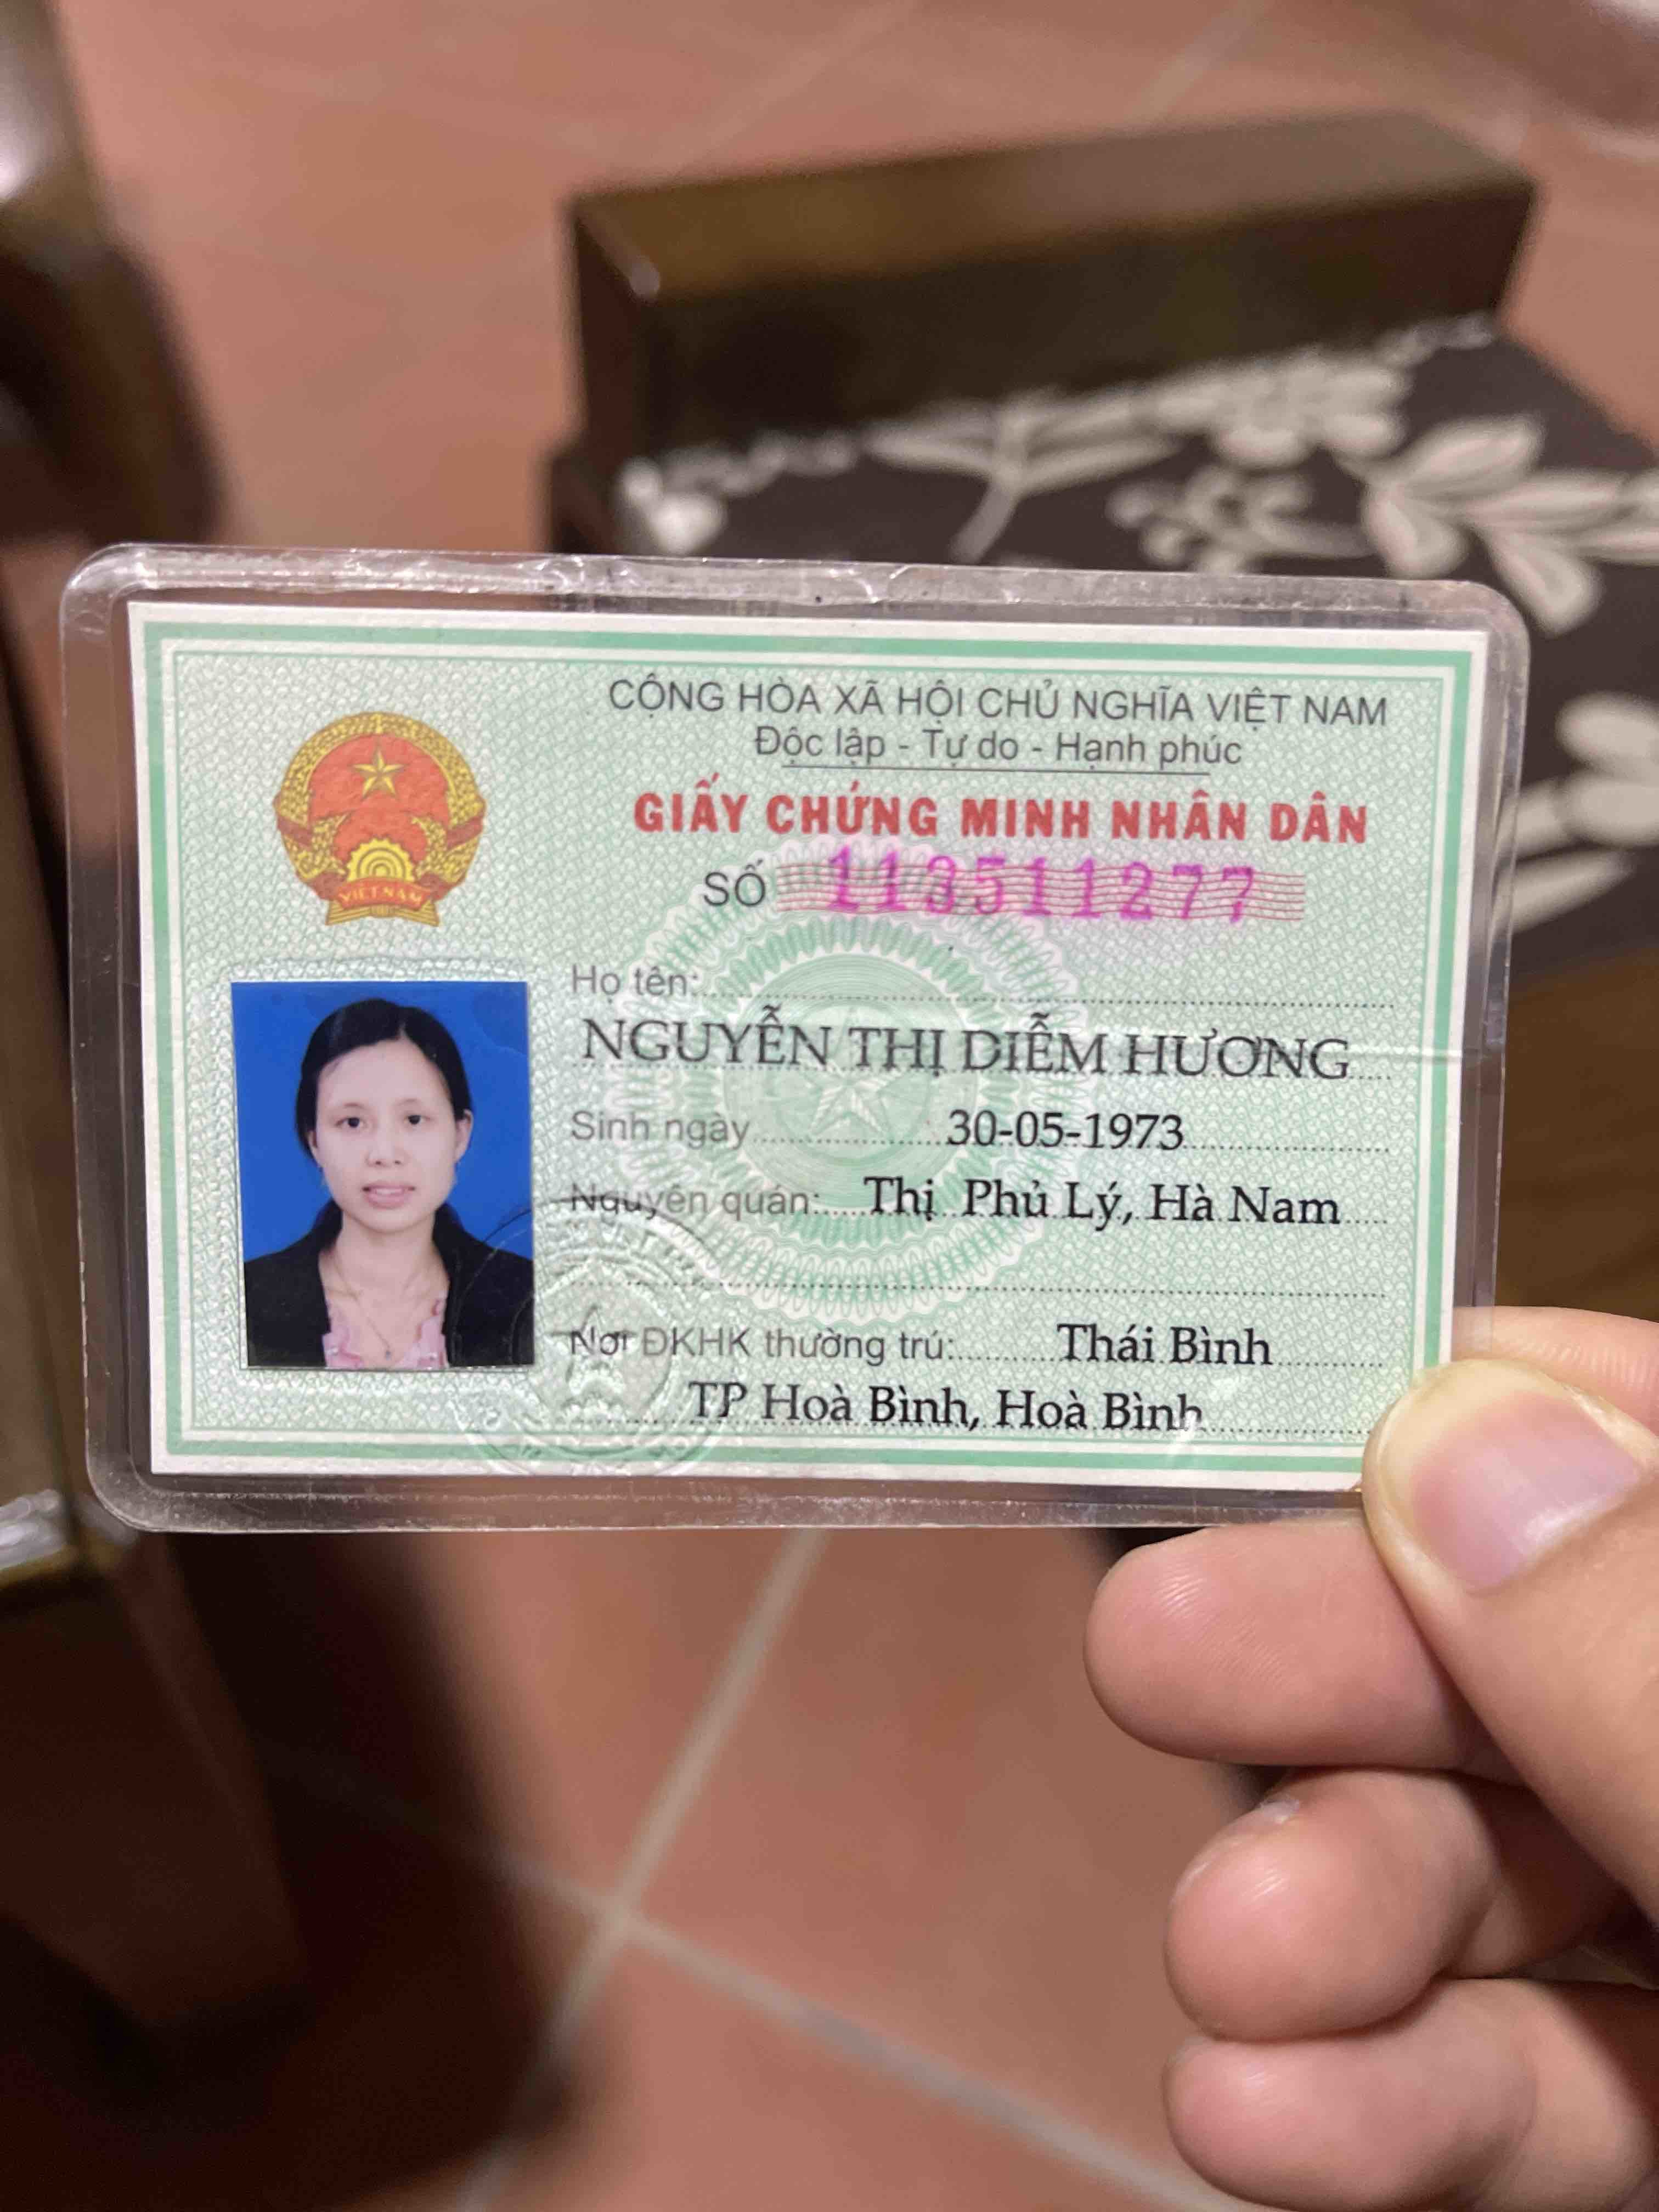 CỘNG HÒA XÃ HỘI CHỦ NGHĨA VIỆT NAM
Độc lập - Tự do - Hạnh phúc
GIẤY CHỨNG MINH NHÂN DÂN
SỐ 113511277
VIỆT NAM
Họ tên:
NGUYỄN THỊ DIỄM HƯƠNG
Sinh ngày 30-05-1973
Nguyên quán: Thị Phủ Lý, Hà Nam
Nơi ĐKHK thường trú: Thái Bình
TP Hoà Bình, Hoà Bình